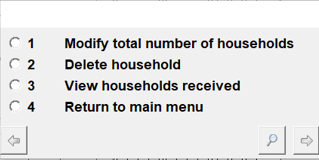 1 Modify total number of households
2 Delete household
3 View households received
4 Return to main menu